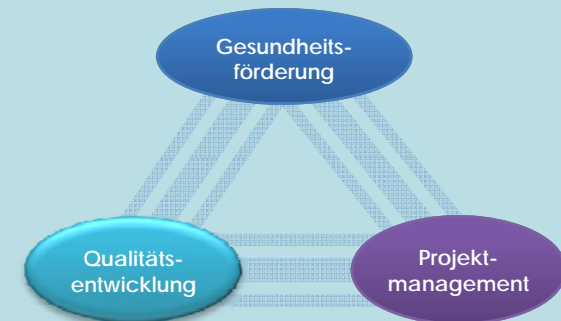 Gesundheits-
förderung
Qualitäts-
entwicklung
Projekt-
management